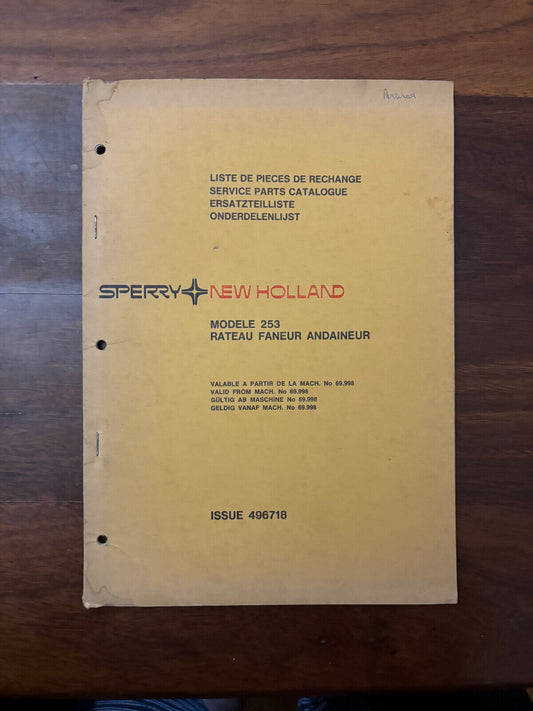 LISTE DE PIECES DE RECHANGE
SERVICE PARTS CATALOGUE
ERSATZTEILLISTE
ONDERDELENLIJST
SPERRY NEW HOLLAND
MODELE 253
RATEAU FANEUR ANDAINEUR
VALABLE A PARTIR DE LA MACH. No 69.998
VALID FROM MACH. No 69.998
GÜLTIG AB MASCHINE No 69.998
GELDIG VANAF MACH. No 69.998
ISSUE 496718